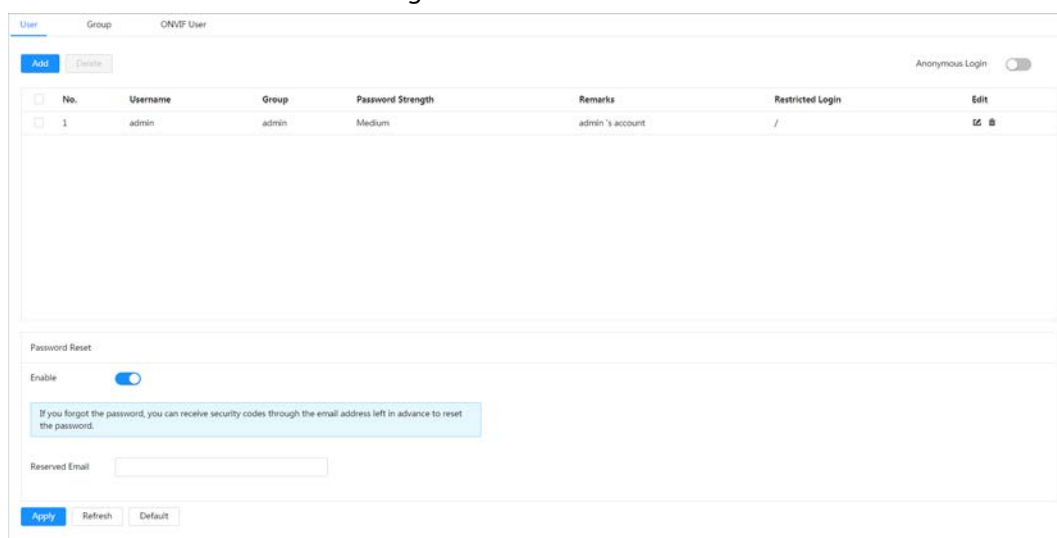 User Group ONVIF User
Add Delete Anonymous Login
No. Username Group Password Strength Remarks Restricted Login Edit
1 admin admin Medium admin 's account /
Password Reset
Enable
If you forgot the password, you can receive security codes through the email address left in advance to reset
the password.
Reserved Email
Apply Refresh Default